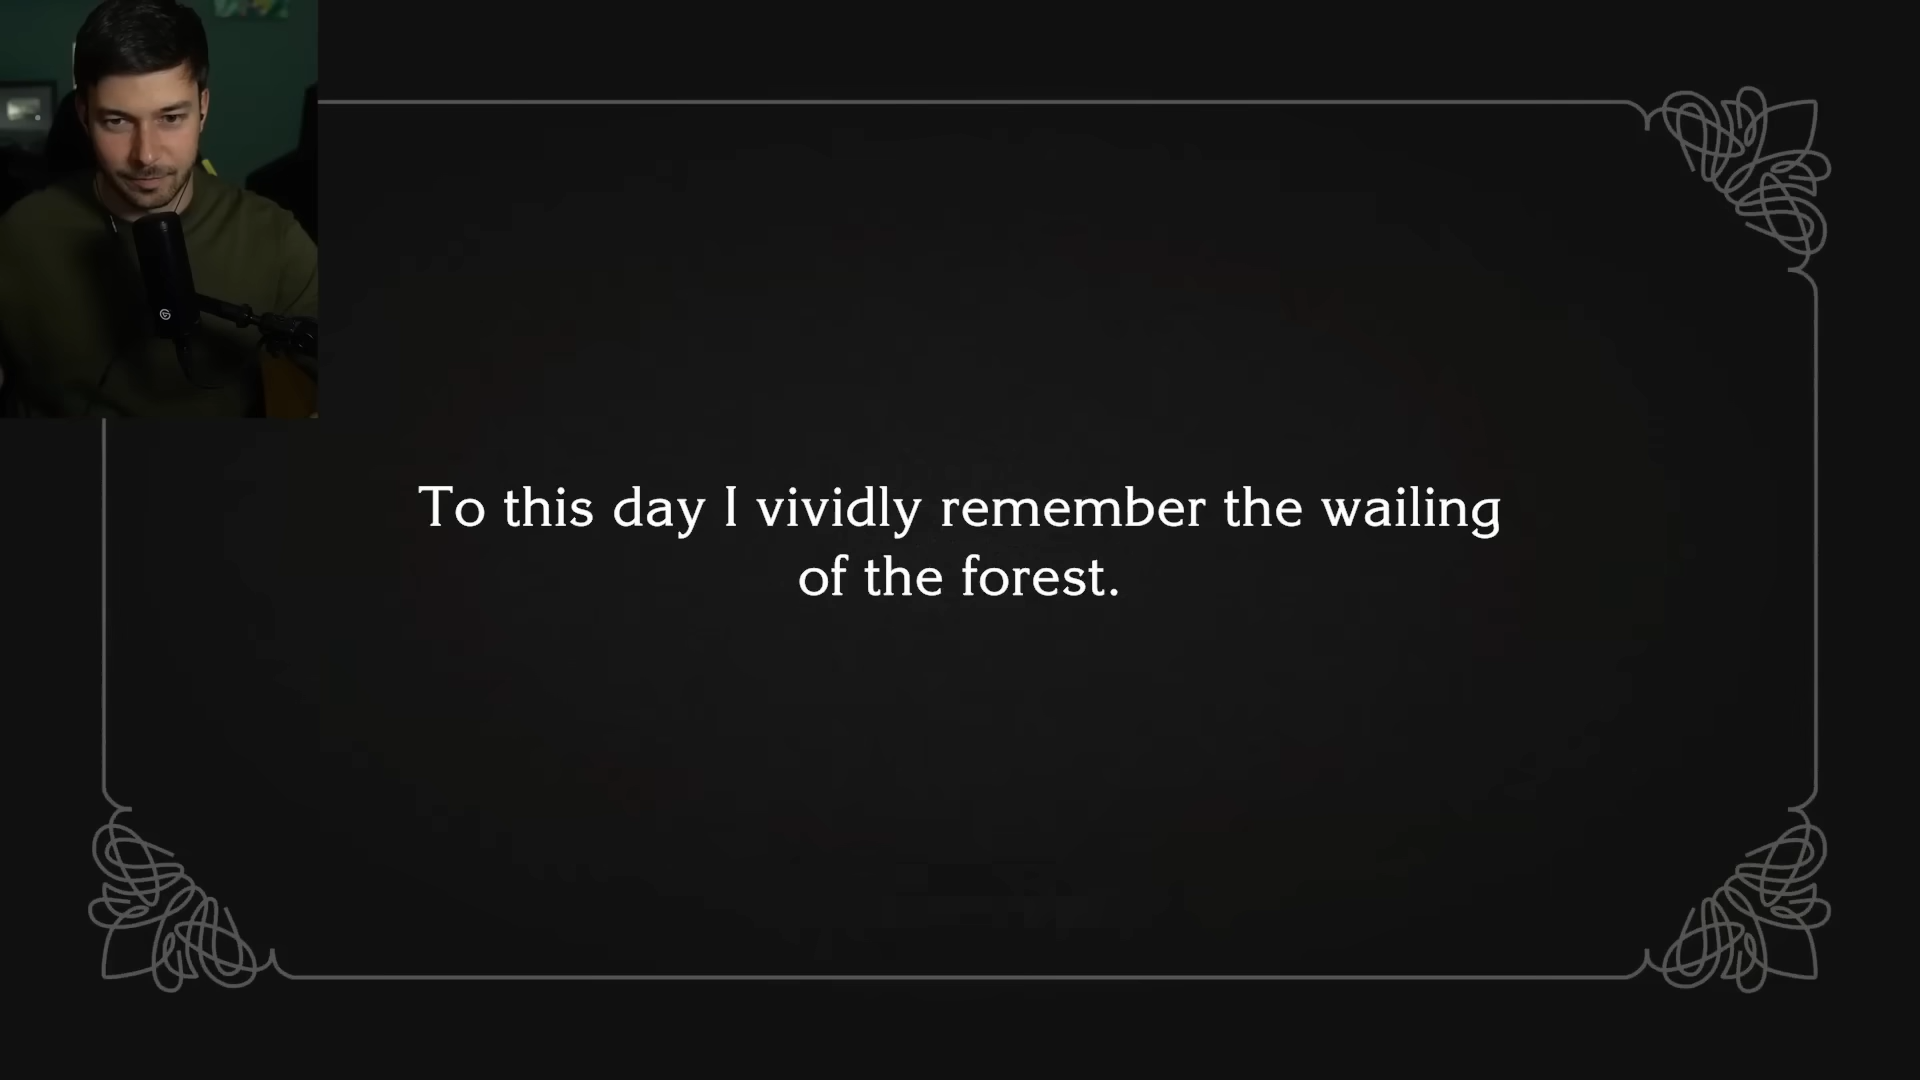 To this day I vividly remember the wailing
of the forest.